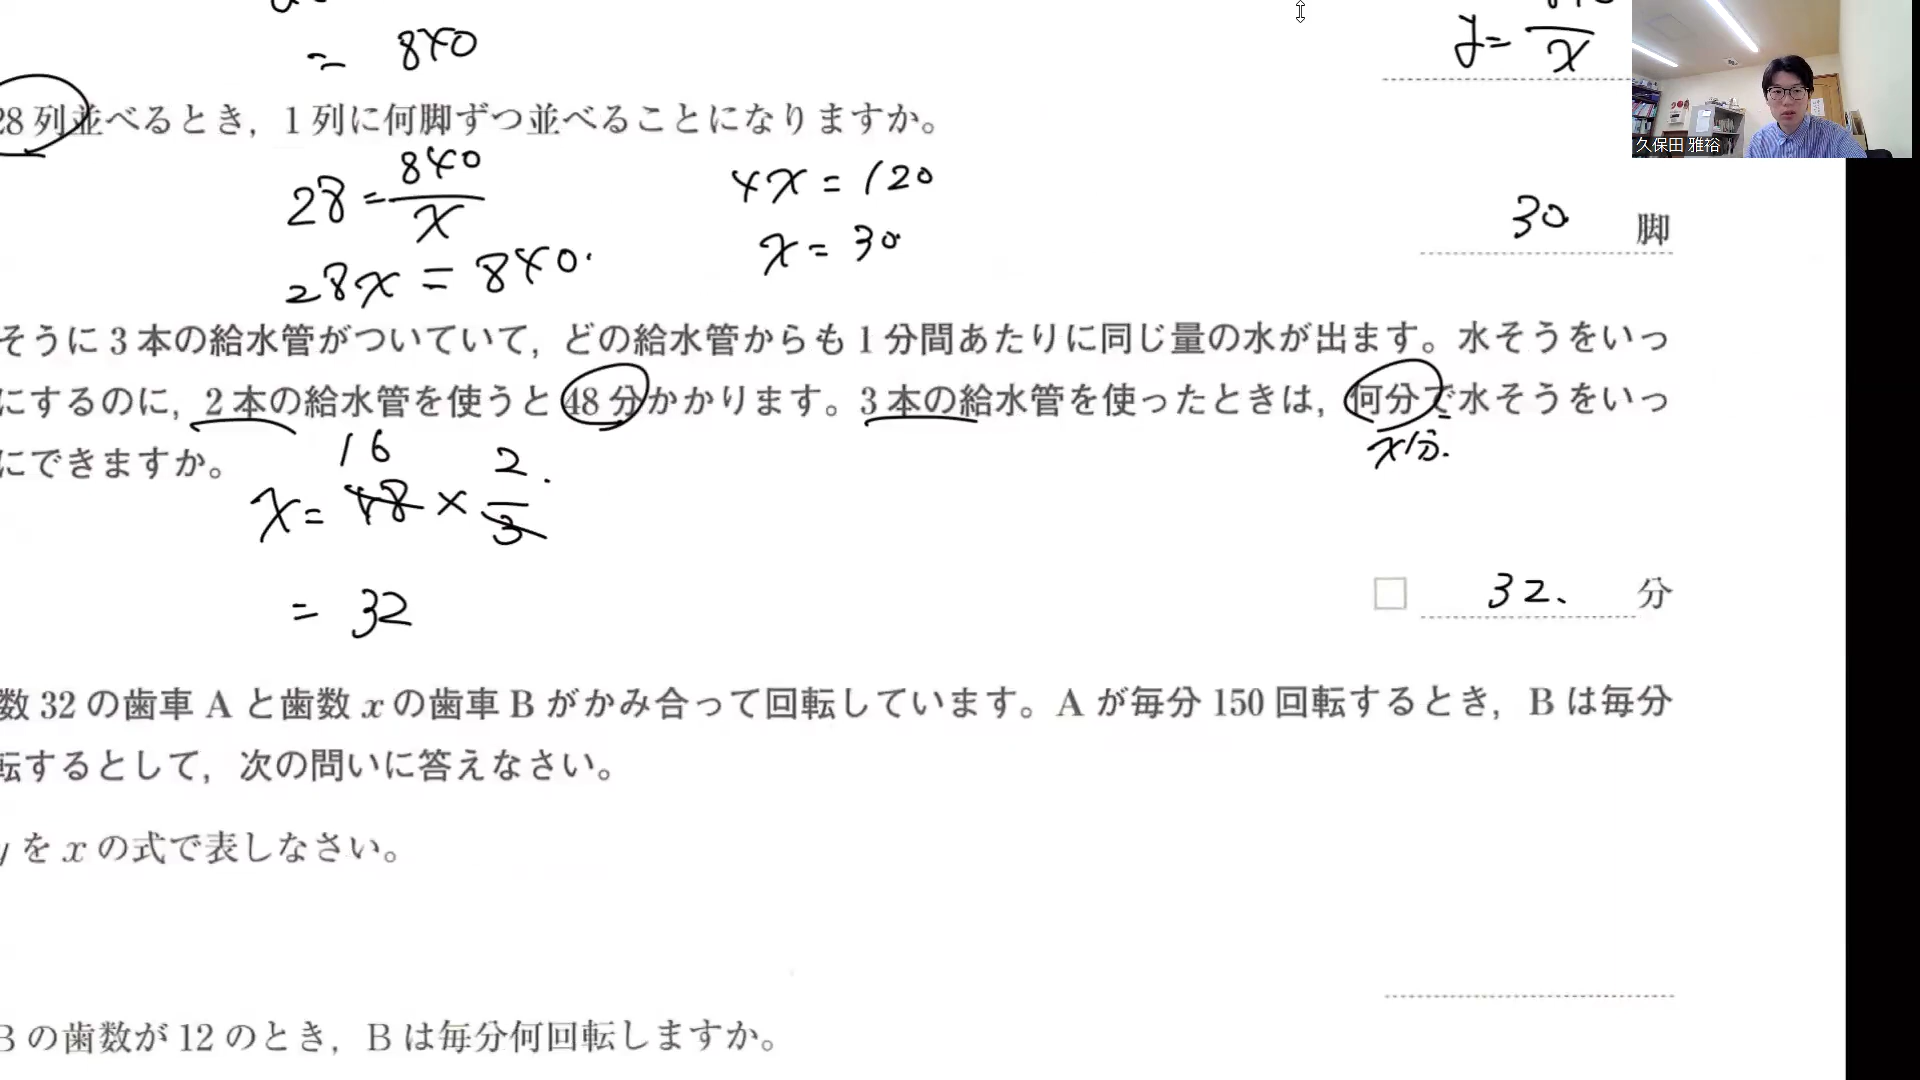 = 840
y=
x
久保田 雅裕
28列並べるとき，1列に何脚ずつ並べることになりますか。
28 = 840/x
4x = 120
28x = 840.
x = 30
30 脚
そうに3本の給水管がついていて，どの給水管からも1分間あたりに同じ量の水が出ます。水そうをいっ
にするのに，2本の給水管を使うと48分かかります。3本の給水管を使ったときは，何分で水そうをいっ
x分.
にできますか。
16
x = 48 × 2/3
= 32
32. 分
数32の歯車Aと歯数xの歯車Bがかみ合って回転しています。Aが毎分150回転するとき，Bは毎分
転するとして，次の問いに答えなさい。
yをxの式で表しなさい。
Bの歯数が12のとき，Bは毎分何回転しますか。